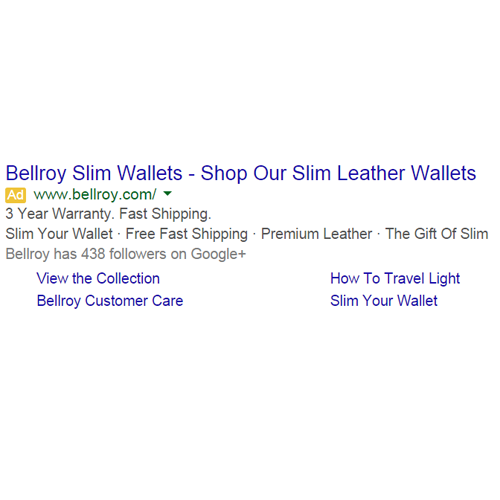 Bellroy Slim Wallets - Shop Our Slim Leather Wallets
Ad www.bellroy.com/
3 Year Warranty. Fast Shipping.
Slim Your Wallet · Free Fast Shipping · Premium Leather · The Gift Of Slim
Bellroy has 438 followers on Google+
View the Collection How To Travel Light
Bellroy Customer Care Slim Your Wallet